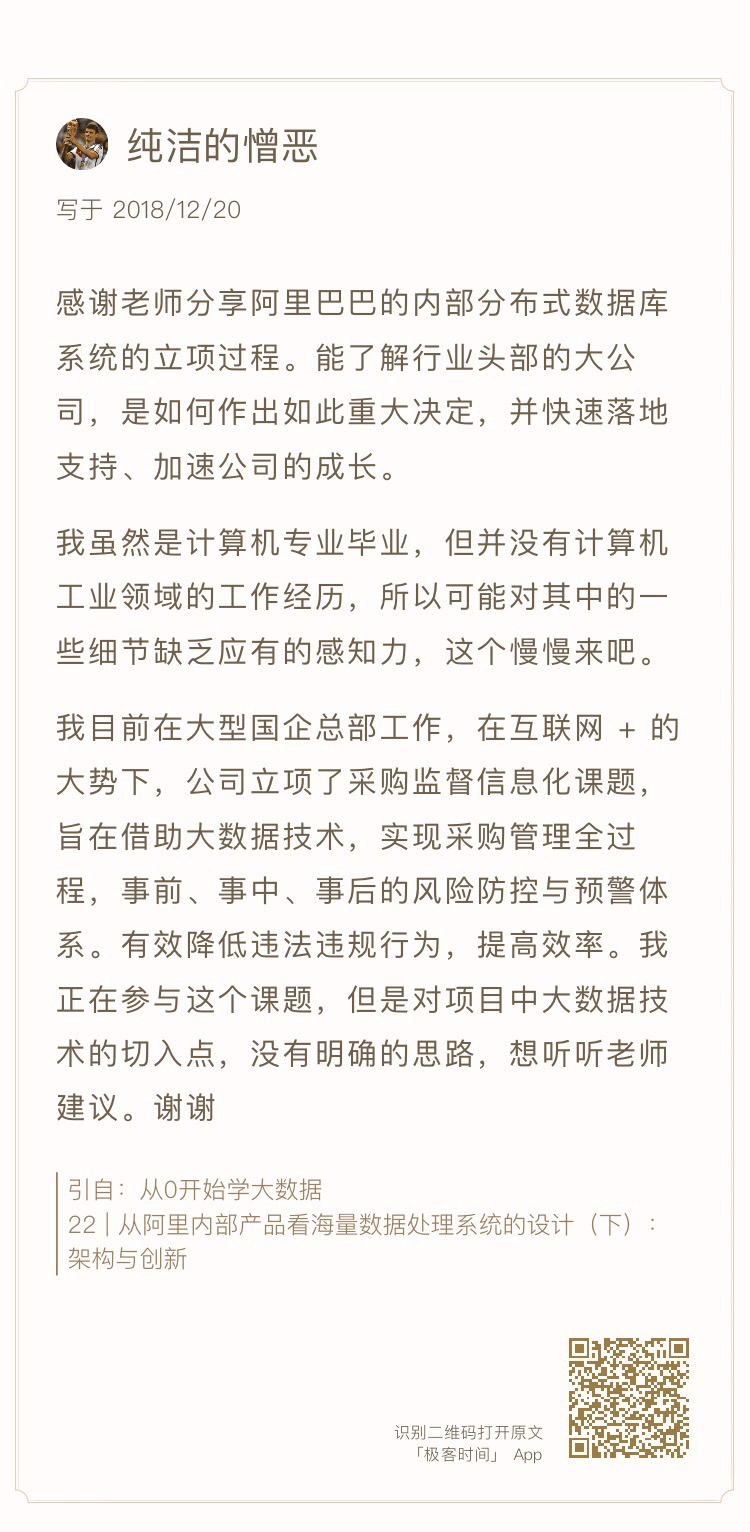 纯洁的憎恶
写于 2018/12/20
感谢老师分享阿里巴巴的内部分布式数据库
系统的立项过程。能了解行业头部的大公
司，是如何作出如此重大决定，并快速落地
支持、加速公司的成长。
我虽然是计算机专业毕业，但并没有计算机
工业领域的工作经历，所以可能对其中的一
些细节缺乏应有的感知力，这个慢慢来吧。
我目前在大型国企总部工作，在互联网 + 的
大势下，公司立项了采购监督信息化课题，
旨在借助大数据技术，实现采购管理全过
程，事前、事中、事后的风险防控与预警体
系。有效降低违法违规行为，提高效率。我
正在参与这个课题，但是对项目中大数据技
术的切入点，没有明确的思路，想听听老师
建议。谢谢
引自：从0开始学大数据
22 | 从阿里内部产品看海量数据处理系统的设计（下）：
架构与创新
识别二维码打开原文
「极客时间」 App